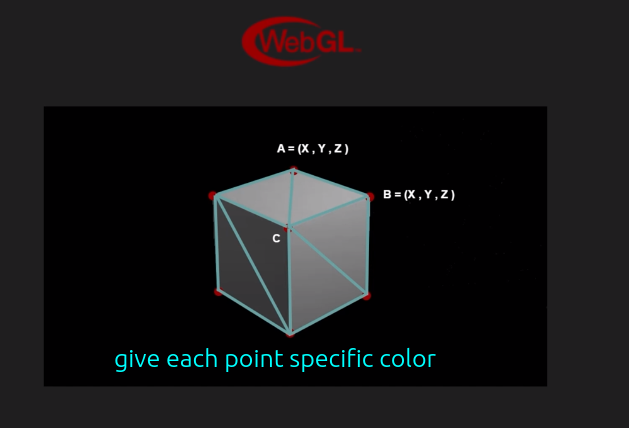 WebGL
A = (X , Y , Z )
B = (X , Y , Z )
C
give each point specific color